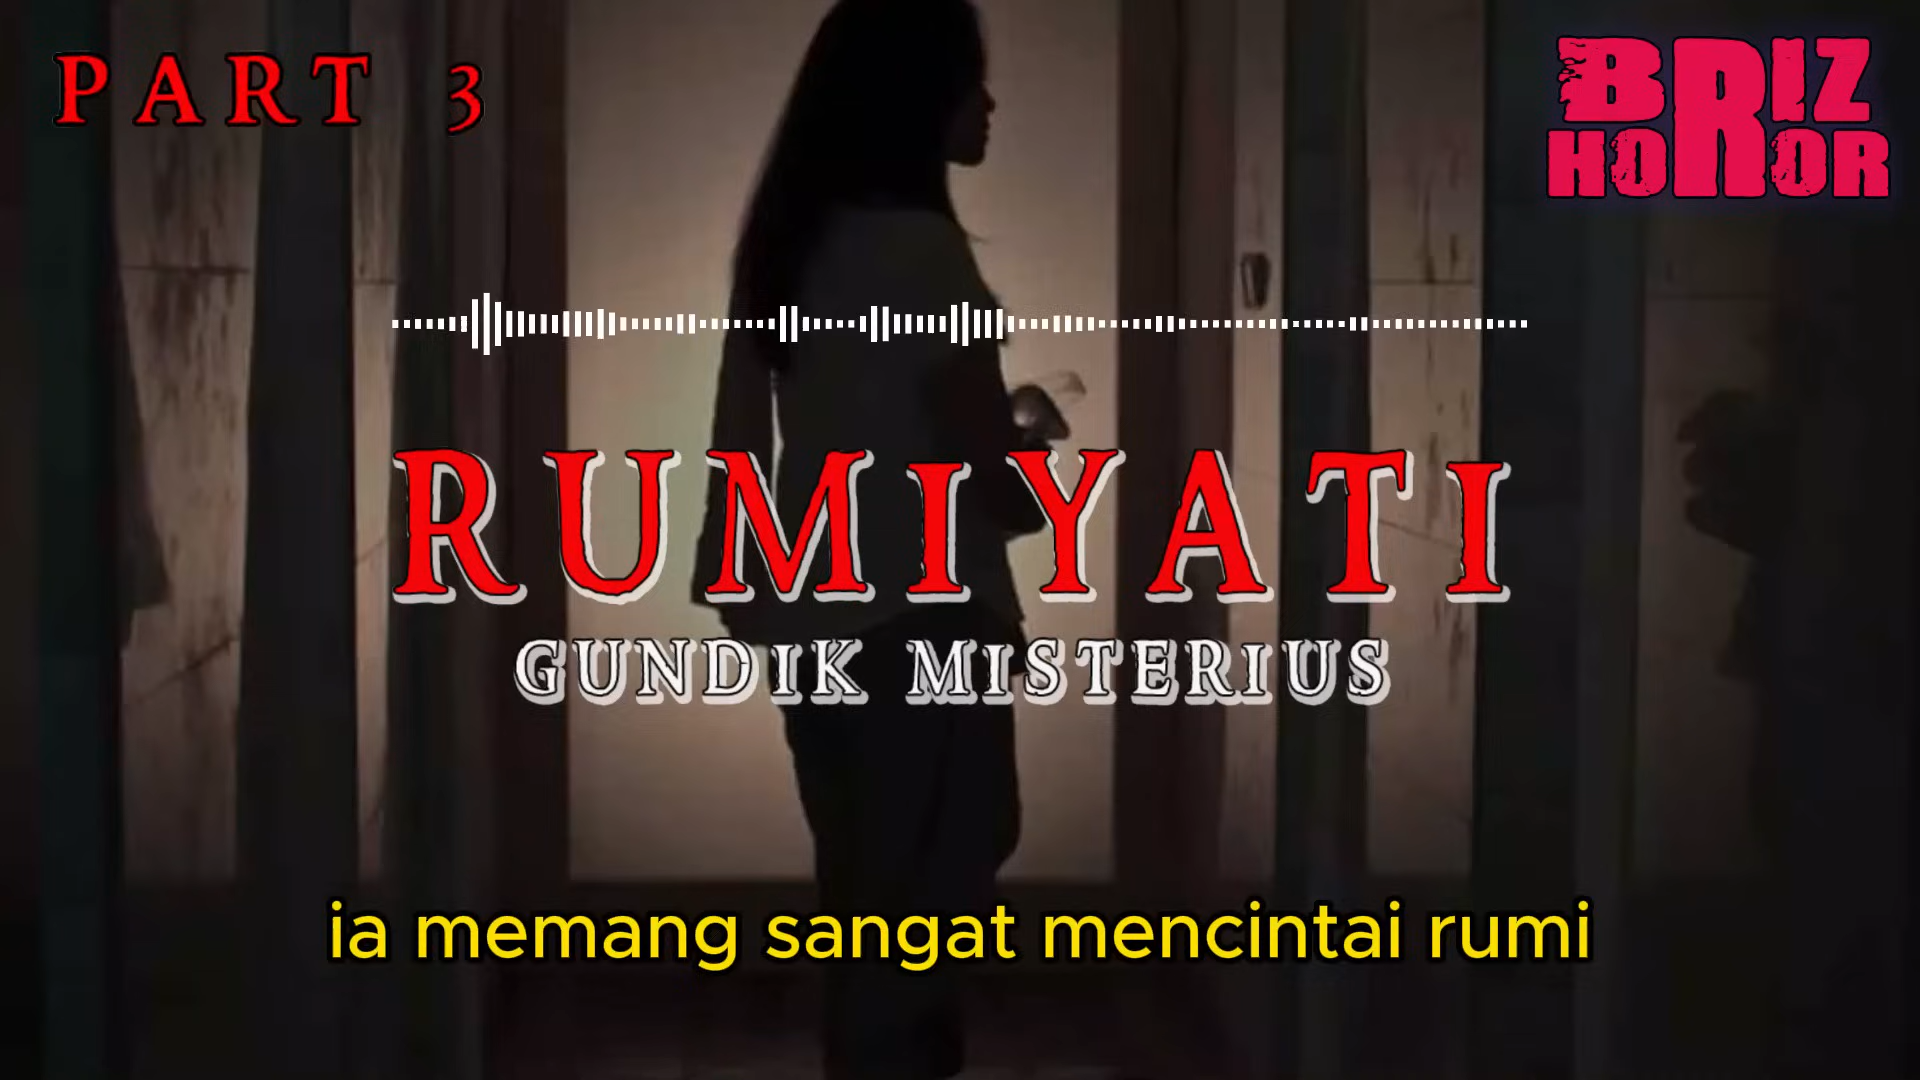 PART 3
BRIZ
HOROR
RUMIYATI
GUNDIK MISTERIUS
ia memang sangat mencintai rumi